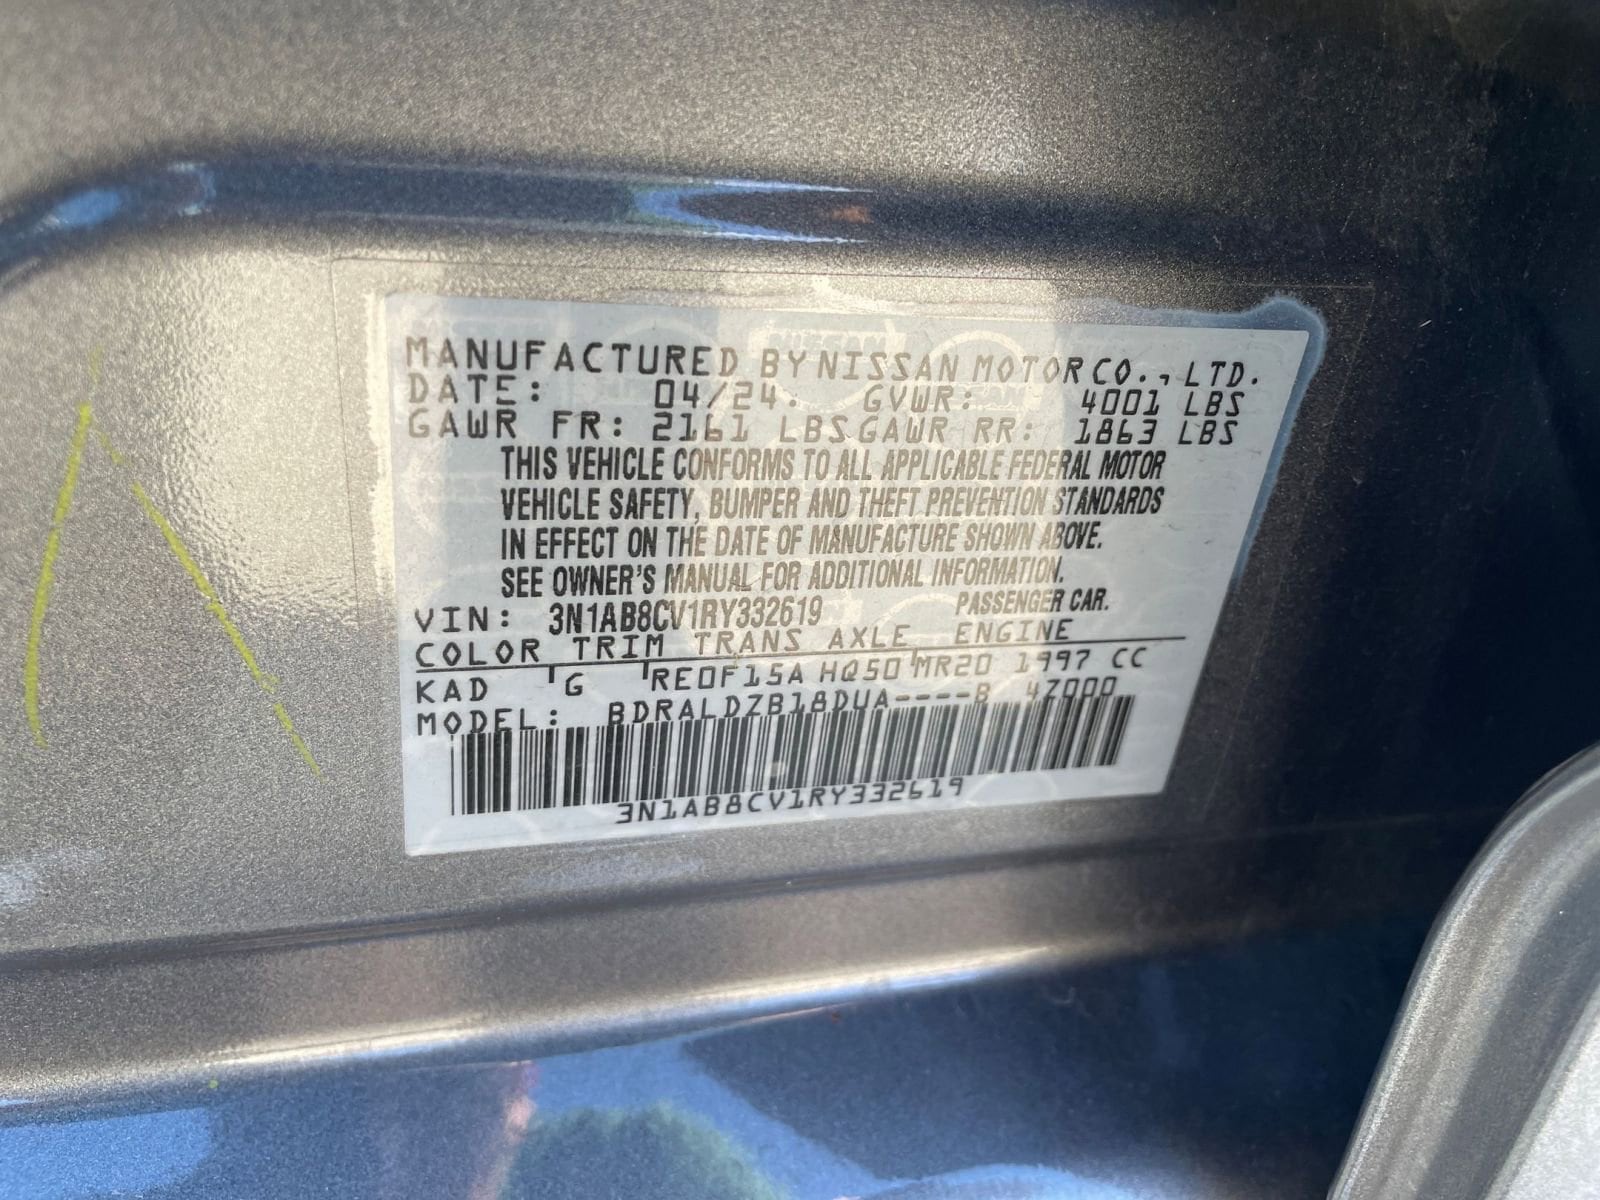 MANUFACTURED BY NISSAN MOTOR CO., LTD.
DATE: 04/24. GVWR: 4001 LBS
GAWR FR: 2161 LBS GAWR RR: 1863 LBS
THIS VEHICLE CONFORMS TO ALL APPLICABLE FEDERAL MOTOR
VEHICLE SAFETY, BUMPER AND THEFT PREVENTION STANDARDS
IN EFFECT ON THE DATE OF MANUFACTURE SHOWN ABOVE.
SEE OWNER'S MANUAL FOR ADDITIONAL INFORMATION.
VIN: 3N1AB8CV1RY332619 PASSENGER CAR.
COLOR TRIM TRANS AXLE ENGINE
KAD G RE0F15A HQ50 MR20 1997 CC
MODEL: BDRALDZB18DUA----B 47000
3N1AB8CV1RY332619